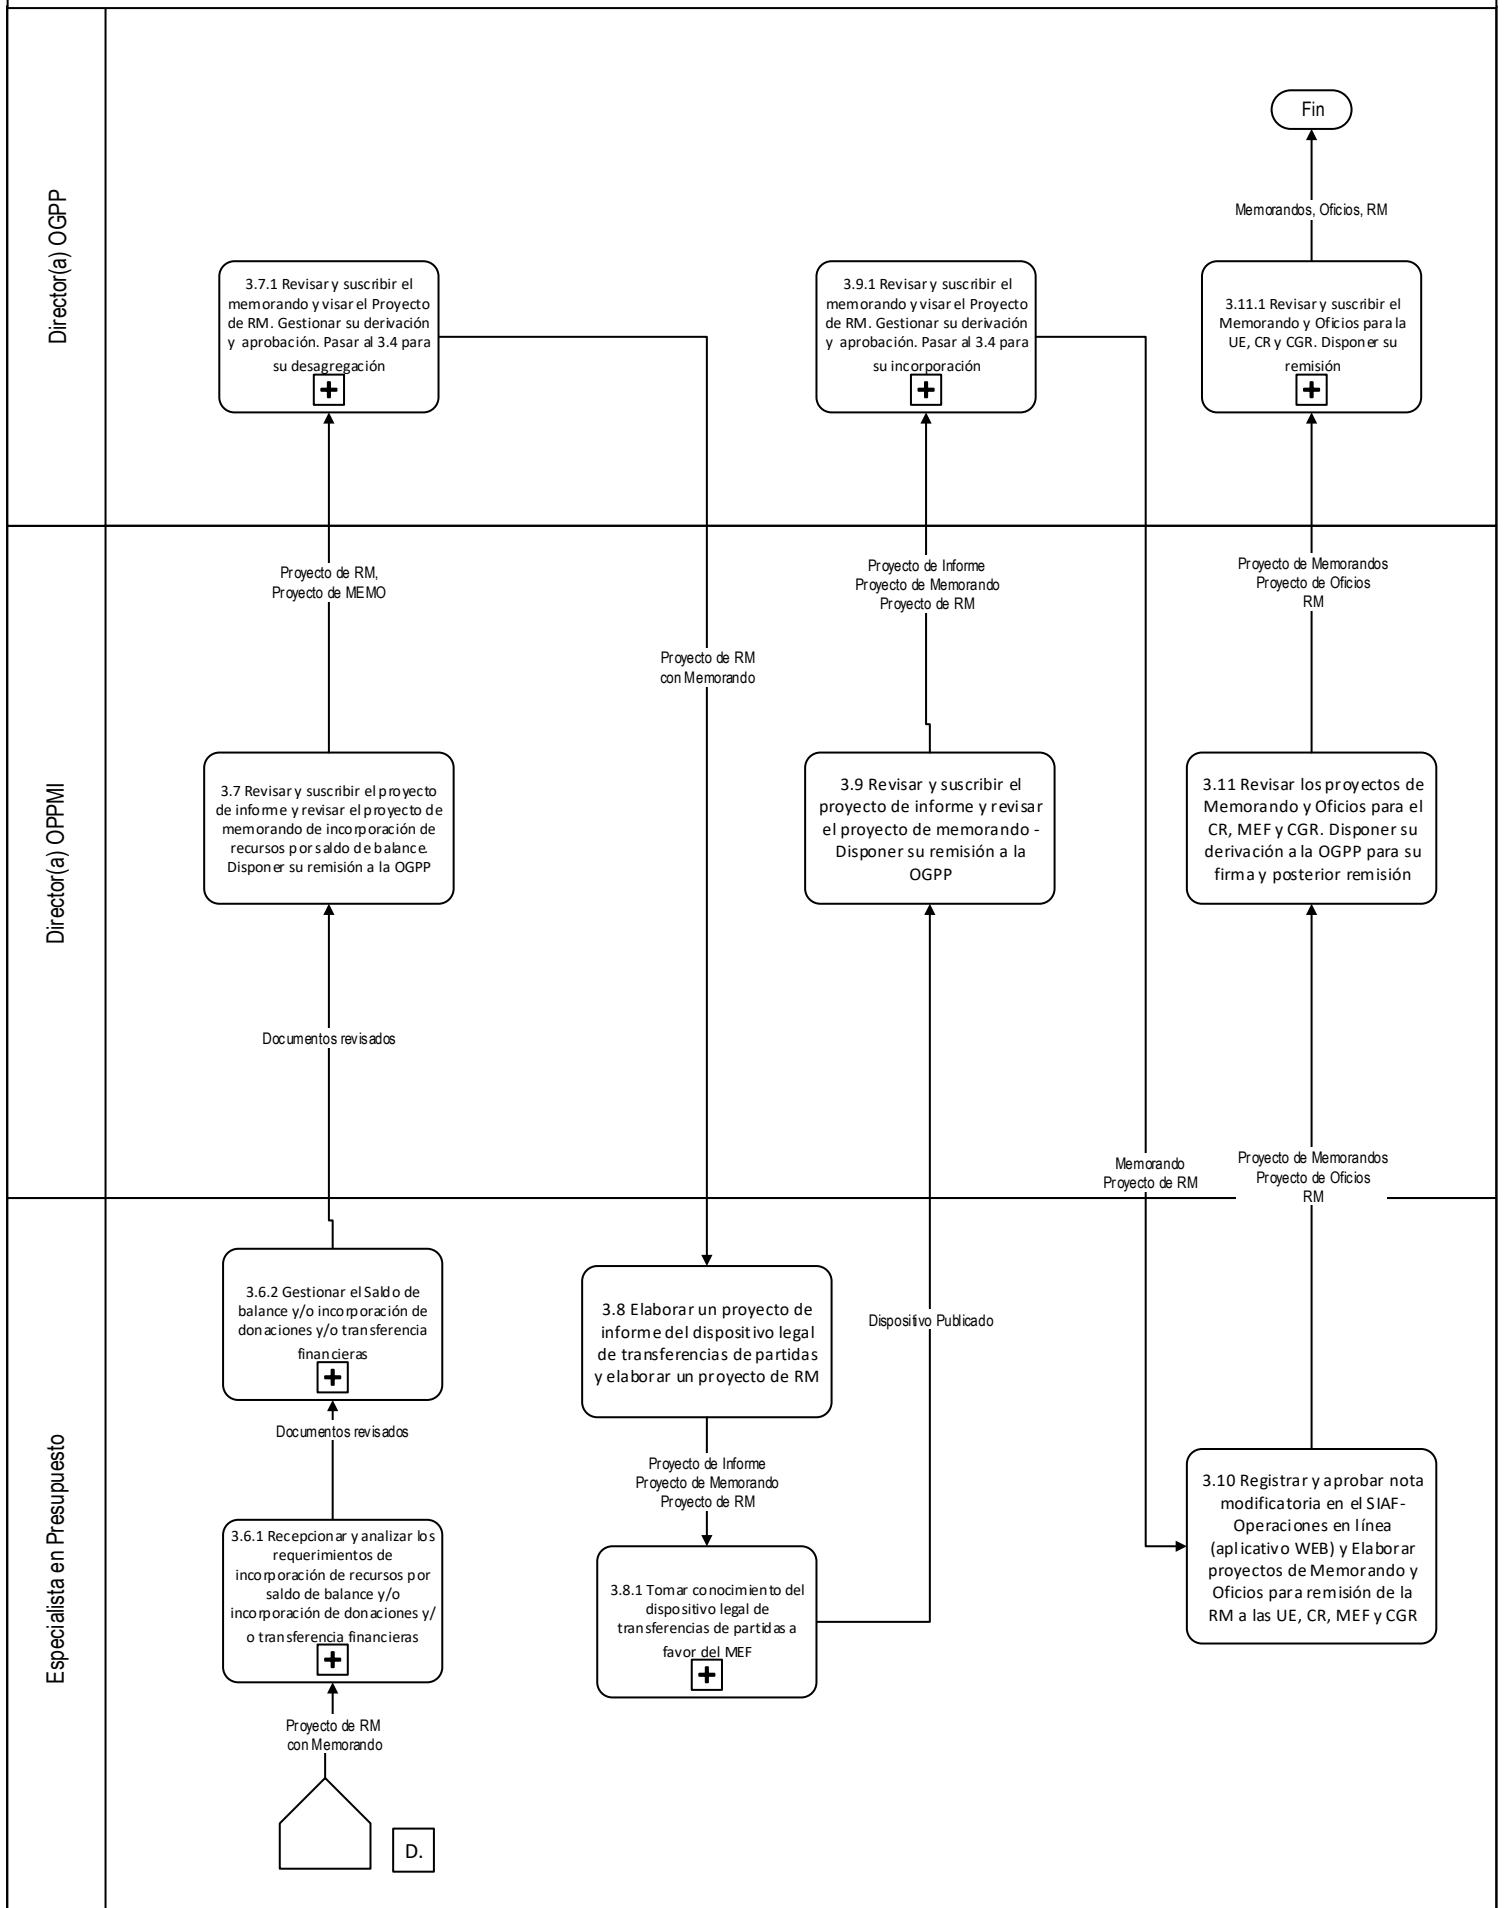 Director(a) OGPP
Fin
Memorandos, Oficios, RM
3.7.1 Revisar y suscribir el
memorando y visar el Proyecto
de RM. Gestionar su derivación
y aprobación. Pasar al 3.4 para
su desagregación
3.9.1 Revisar y suscribir el
memorando y visar el Proyecto
de RM. Gestionar su derivación
y aprobación. Pasar al 3.4 para
su incorporación
3.11.1 Revisar y suscribir el
Memorando y Oficios para la
UE, CR y CGR. Disponer su
remisión
Director(a) OPPMI
Proyecto de RM,
Proyecto de MEMO
Proyecto de RM
con Memorando
Proyecto de Informe
Proyecto de Memorando
Proyecto de RM
Proyecto de Memorandos
Proyecto de Oficios
RM
3.7 Revisar y suscribir el proyecto
de informe y revisar el proyecto de
memorando de incorporación de
recursos por saldo de balance.
Disponer su remisión a la OGPP
3.9 Revisar y suscribir el
proyecto de informe y revisar
el proyecto de memorando -
Disponer su remisión a la
OGPP
3.11 Revisar los proyectos de
Memorando y Oficios para el
CR, MEF y CGR. Disponer su
derivación a la OGPP para su
firma y posterior remisión
Documentos revisados
Memorando
Proyecto de RM
Proyecto de Memorandos
Proyecto de Oficios
RM
Especialista en Presupuesto
3.6.2 Gestionar el Saldo de
balance y/o incorporación de
donaciones y/o transferencia
financieras
3.8 Elaborar un proyecto de
informe del dispositivo legal
de transferencias de partidas
y elaborar un proyecto de RM
Dispositivo Publicado
Documentos revisados
Proyecto de Informe
Proyecto de Memorando
Proyecto de RM
3.6.1 Recepcionar y analizar los
requerimientos de
incorporación de recursos por
saldo de balance y/o
incorporación de donaciones y/
o transferencia financieras
3.8.1 Tomar conocimiento del
dispositivo legal de
transferencias de partidas a
favor del MEF
3.10 Registrar y aprobar nota
modificatoria en el SIAF-
Operaciones en línea
(aplicativo WEB) y Elaborar
proyectos de Memorando y
Oficios para remisión de la
RM a las UE, CR, MEF y CGR
Proyecto de RM
con Memorando
D.